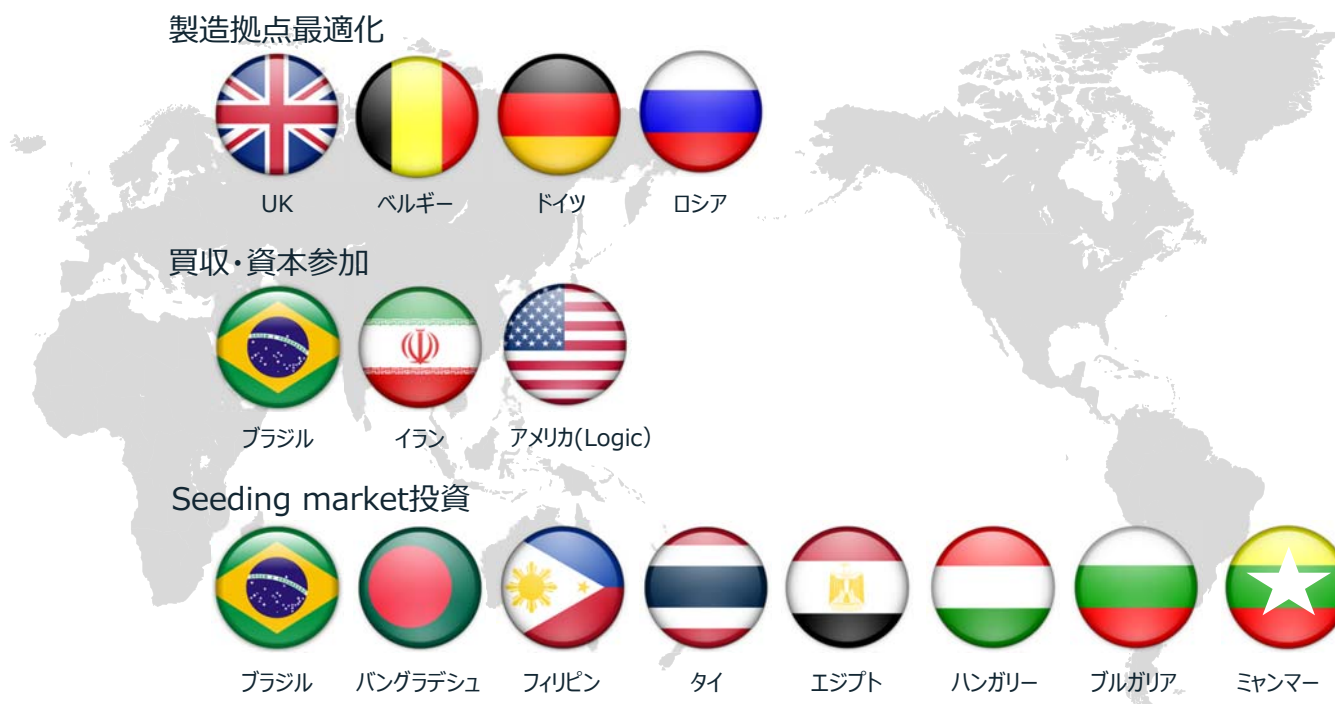 製造拠点最適化
UK ベルギー ドイツ ロシア
買収・資本参加
ブラジル イラン アメリカ(Logic)
Seeding market投資
ブラジル バングラデシュ フィリピン タイ エジプト ハンガリー ブルガリア ミャンマー